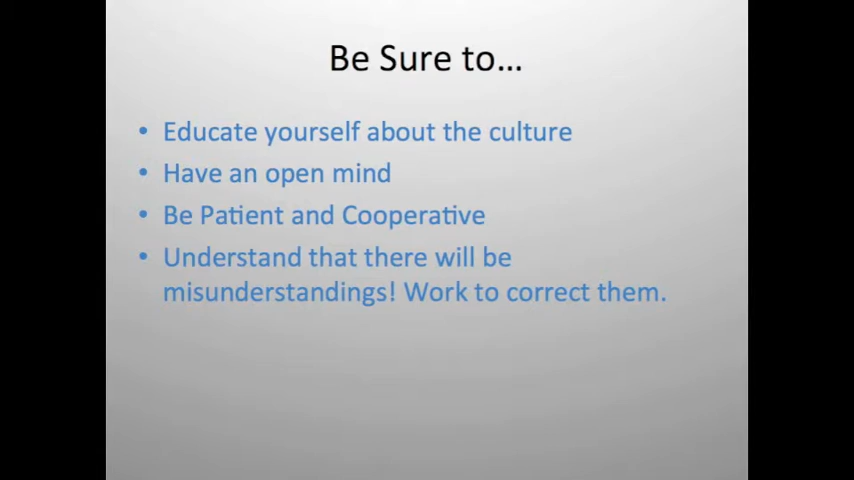 Be Sure to...
• Educate yourself about the culture
• Have an open mind
• Be Patient and Cooperative
• Understand that there will be
misunderstandings! Work to correct them.